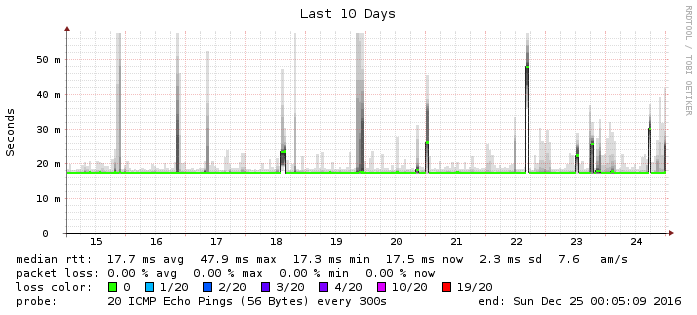 Last 10 Days
RRDTOOL / TOBI OETIKER
Seconds
50 m
40 m
30 m
20 m
10 m
0
15 16 17 18 19 20 21 22 23 24
median rtt: 17.7 ms avg 47.9 ms max 17.3 ms min 17.5 ms now 2.3 ms sd 7.6 am/s
packet loss: 0.00 % avg 0.00 % max 0.00 % min 0.00 % now
loss color: 0 1/20 2/20 3/20 4/20 10/20 19/20
probe: 20 ICMP Echo Pings (56 Bytes) every 300s end: Sun Dec 25 00:05:09 2016